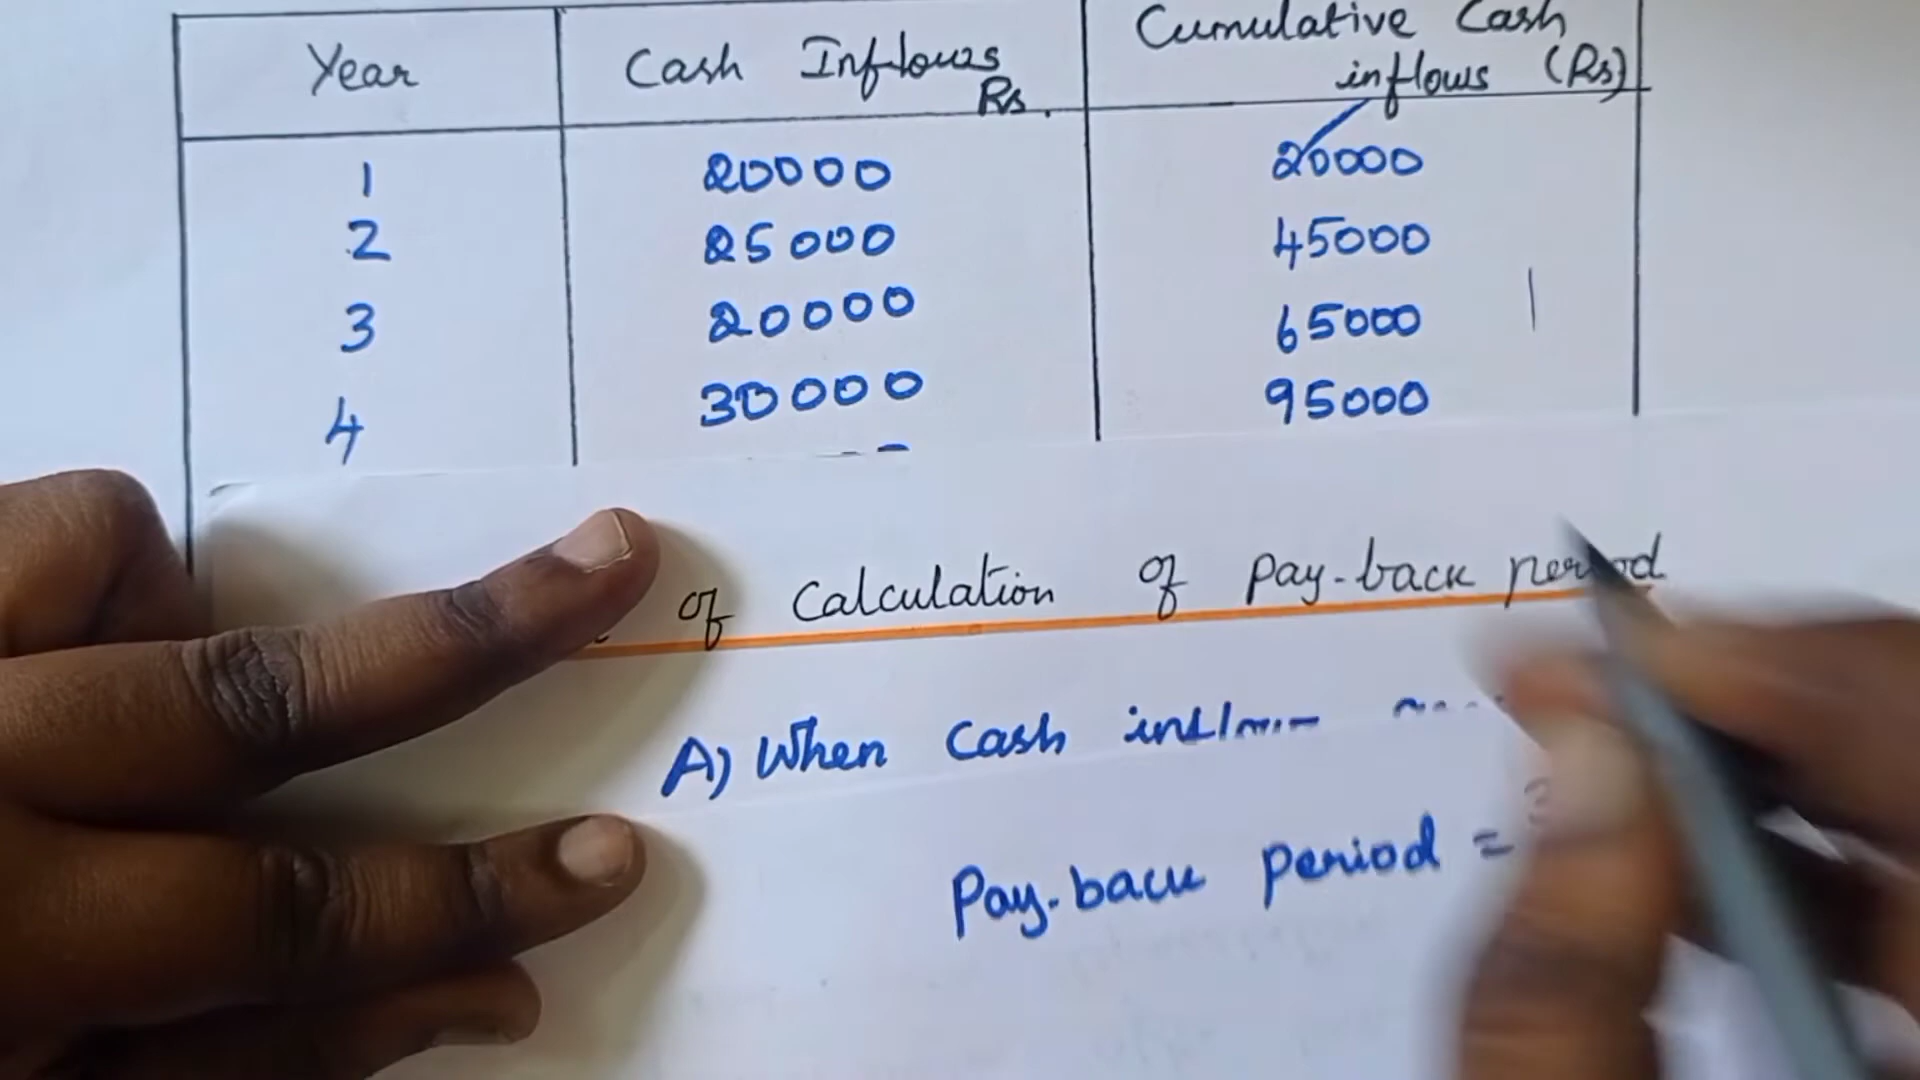 Year Cash Inflows Rs. Cumulative Cash inflows (Rs)
1 20000 20000
2 25000 45000
3 20000 65000
4 30000 95000
of Calculation of pay-back period
A) When Cash
Pay-back period =